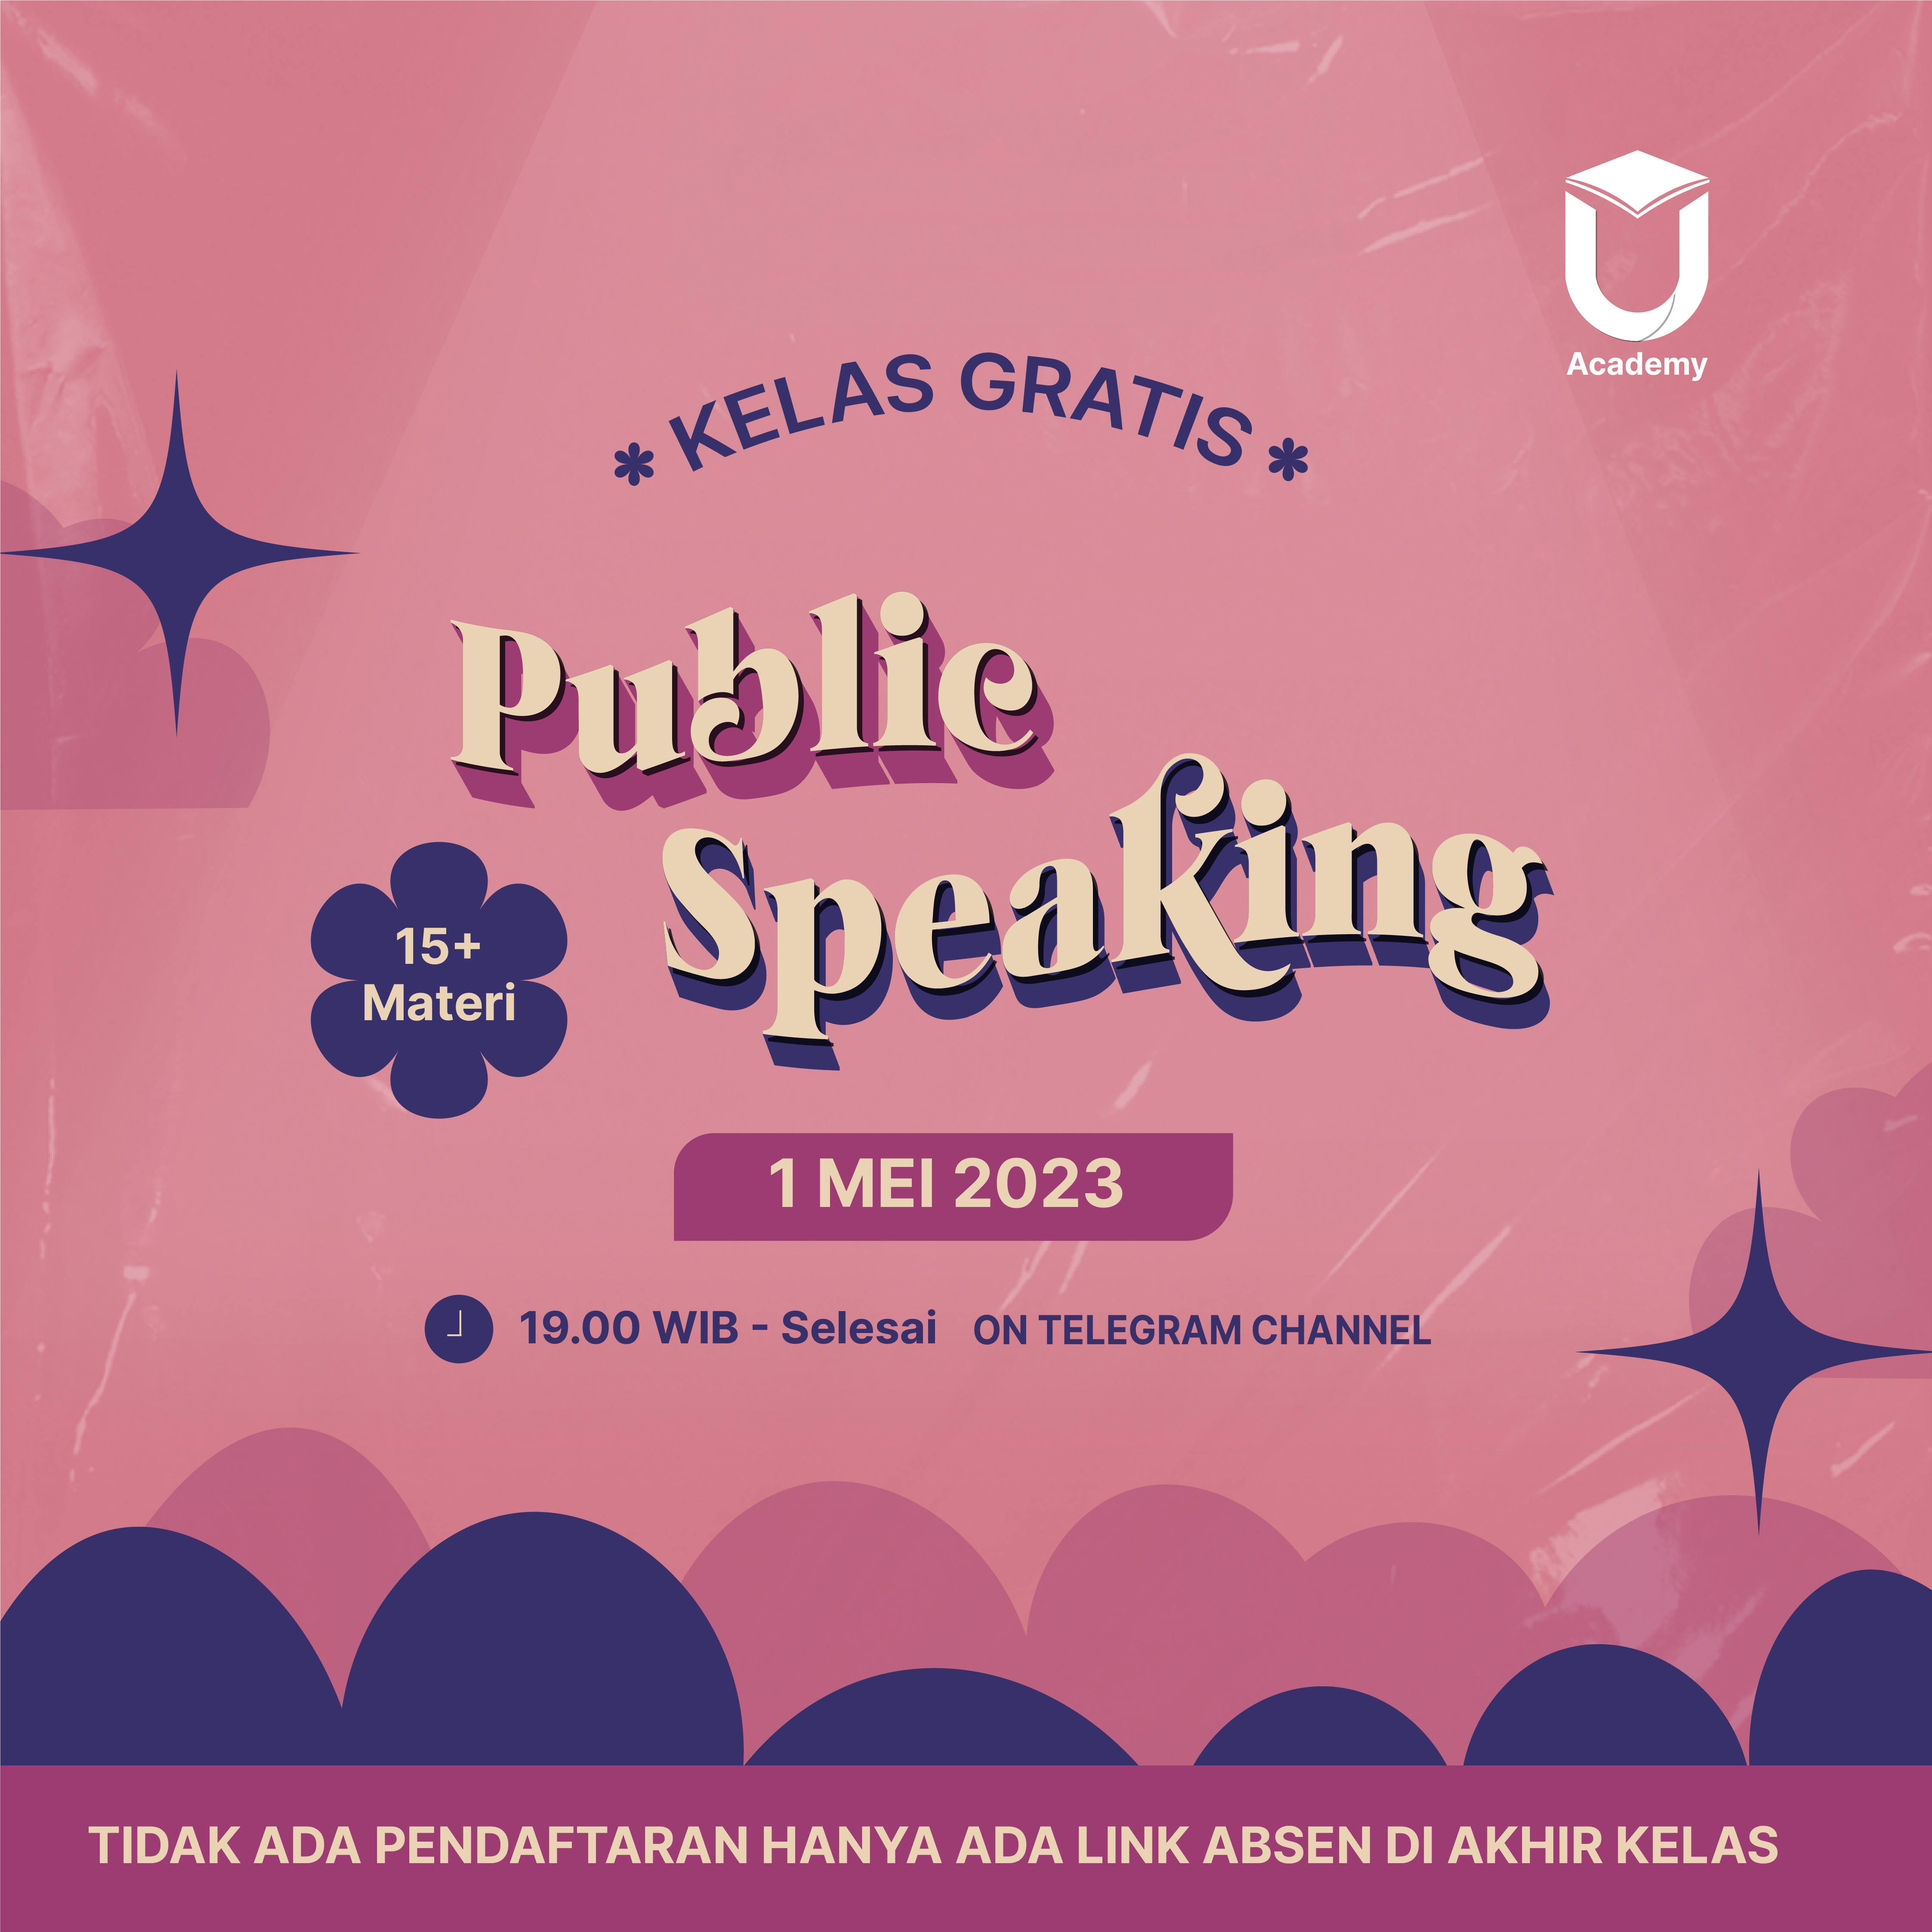 Academy
* KELAS GRATIS *
Public
Speaking
15+
Materi
1 MEI 2023
19.00 WIB - Selesai ON TELEGRAM CHANNEL
TIDAK ADA PENDAFTARAN HANYA ADA LINK ABSEN DI AKHIR KELAS